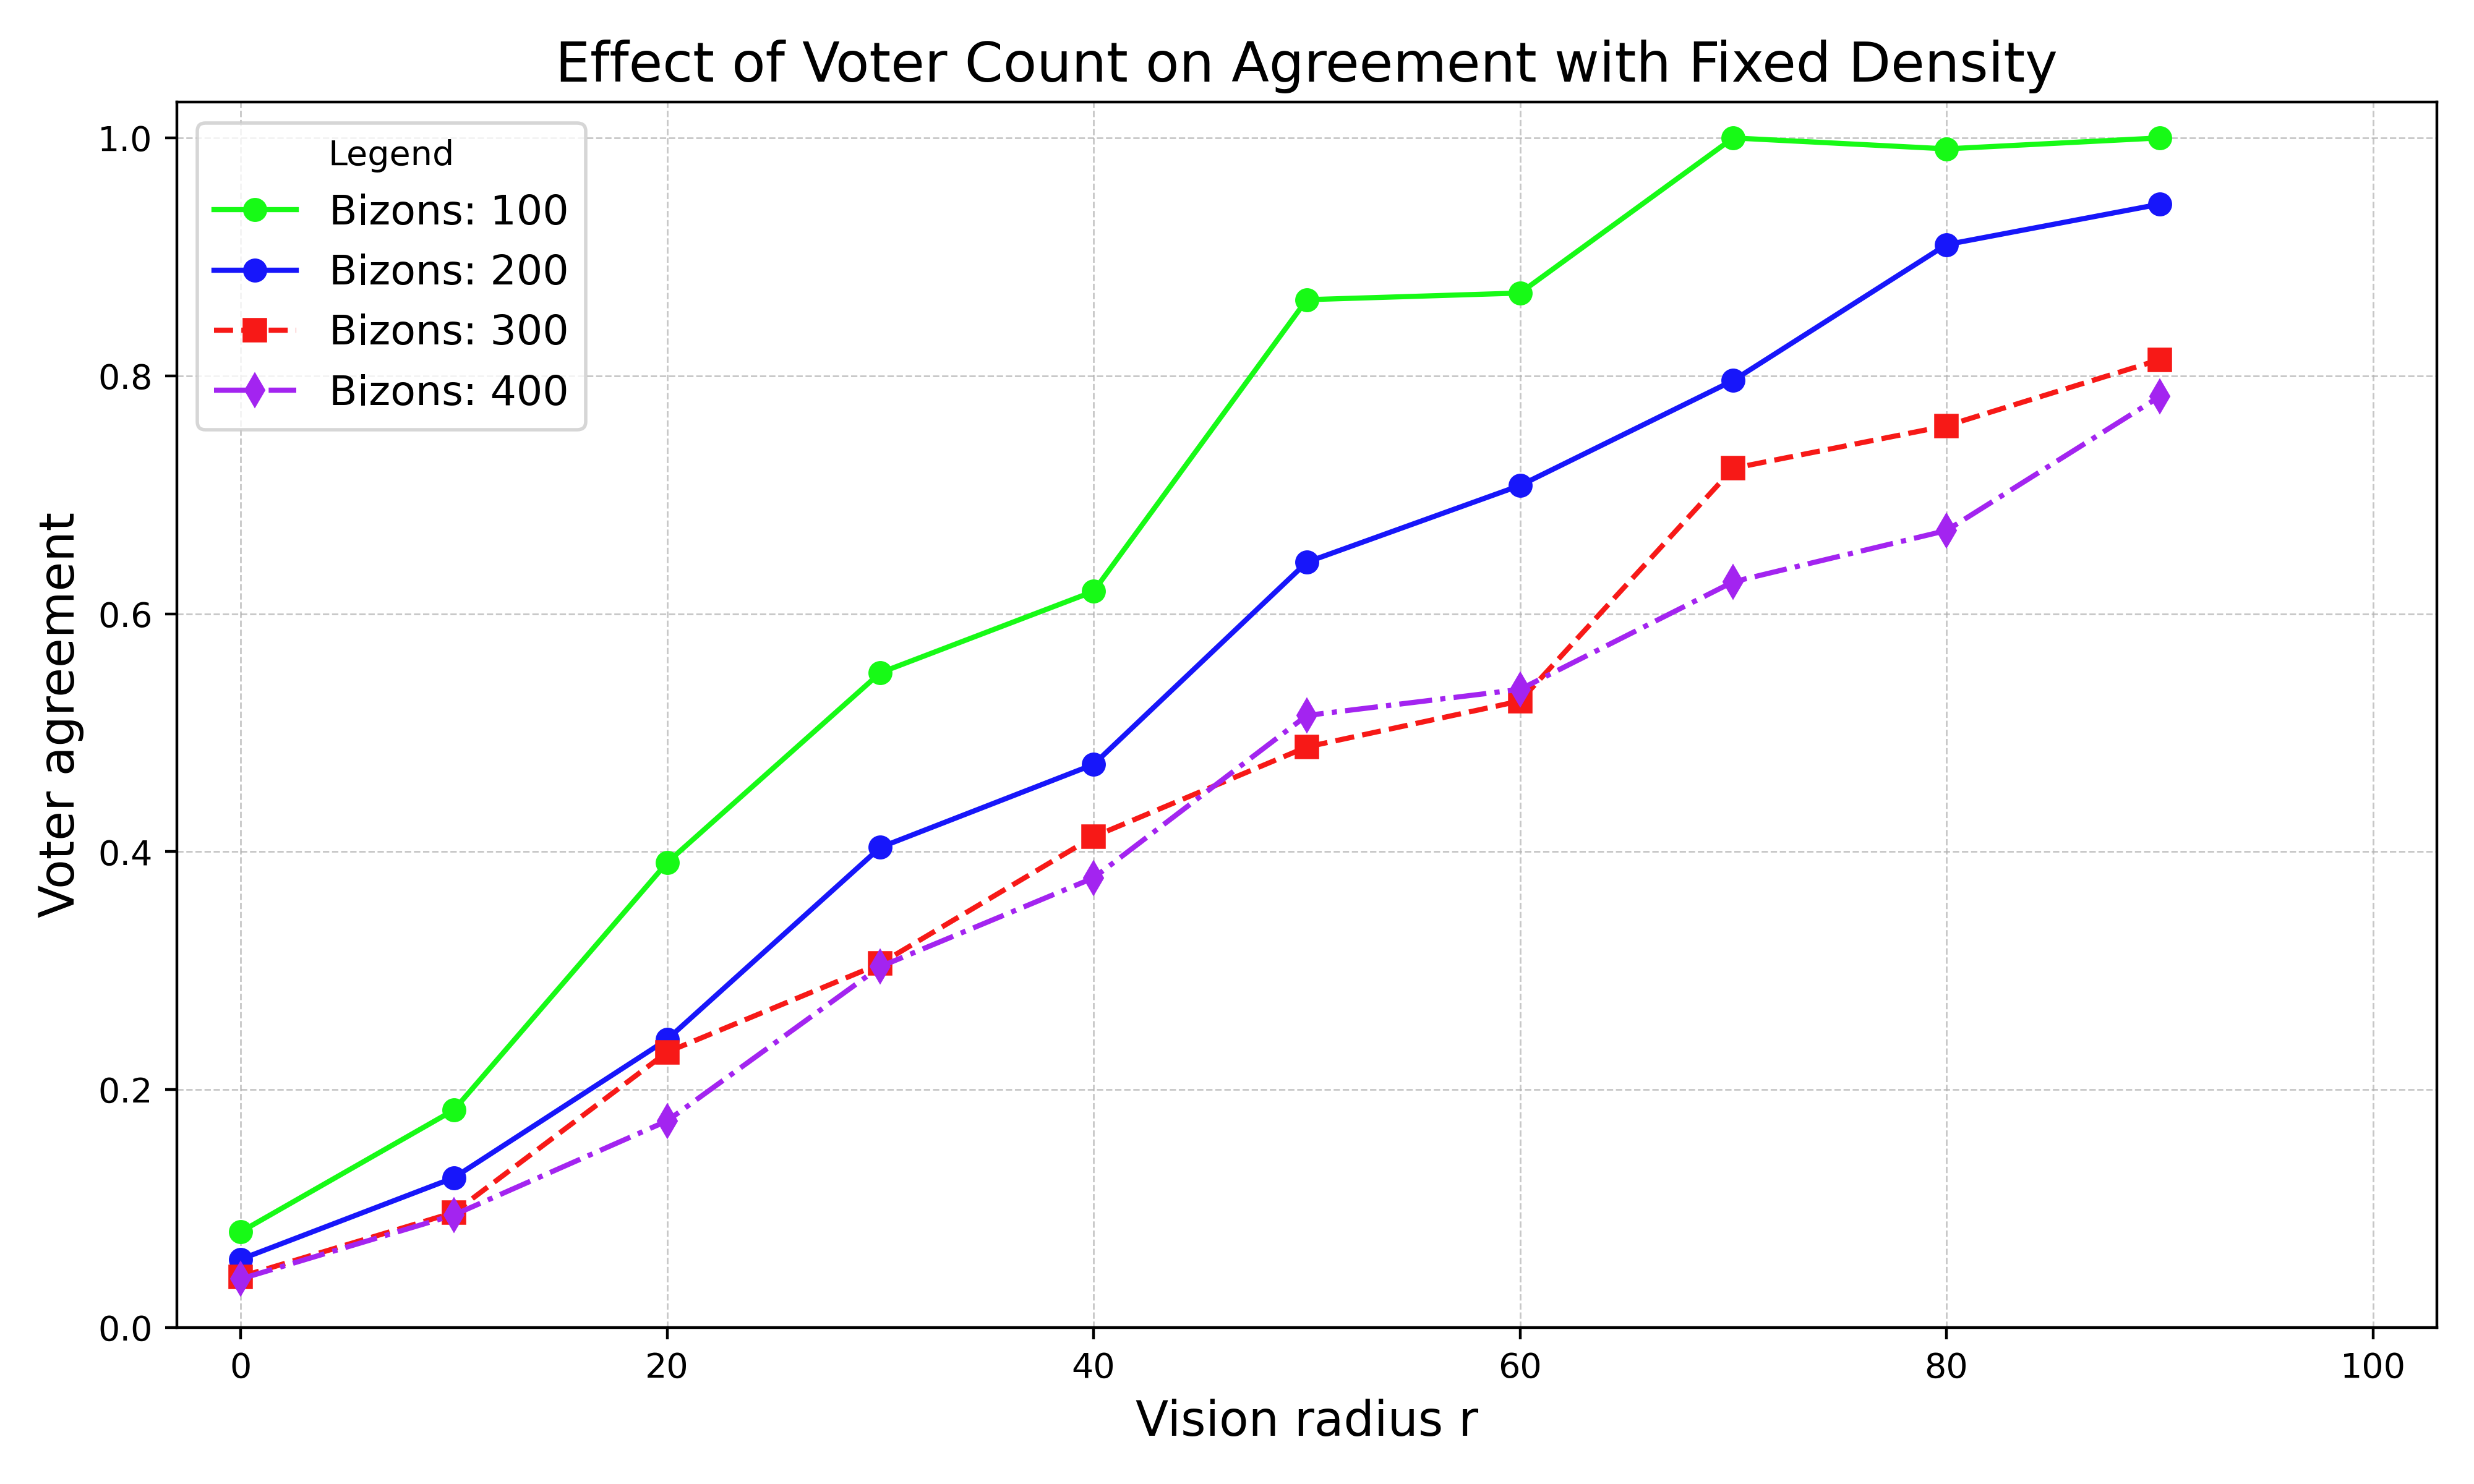 Effect of Voter Count on Agreement with Fixed Density
Legend
Bizons: 100
Bizons: 200
Bizons: 300
Bizons: 400
Voter agreement
1.0
0.8
0.6
0.4
0.2
0.0
0 20 40 60 80 100
Vision radius r